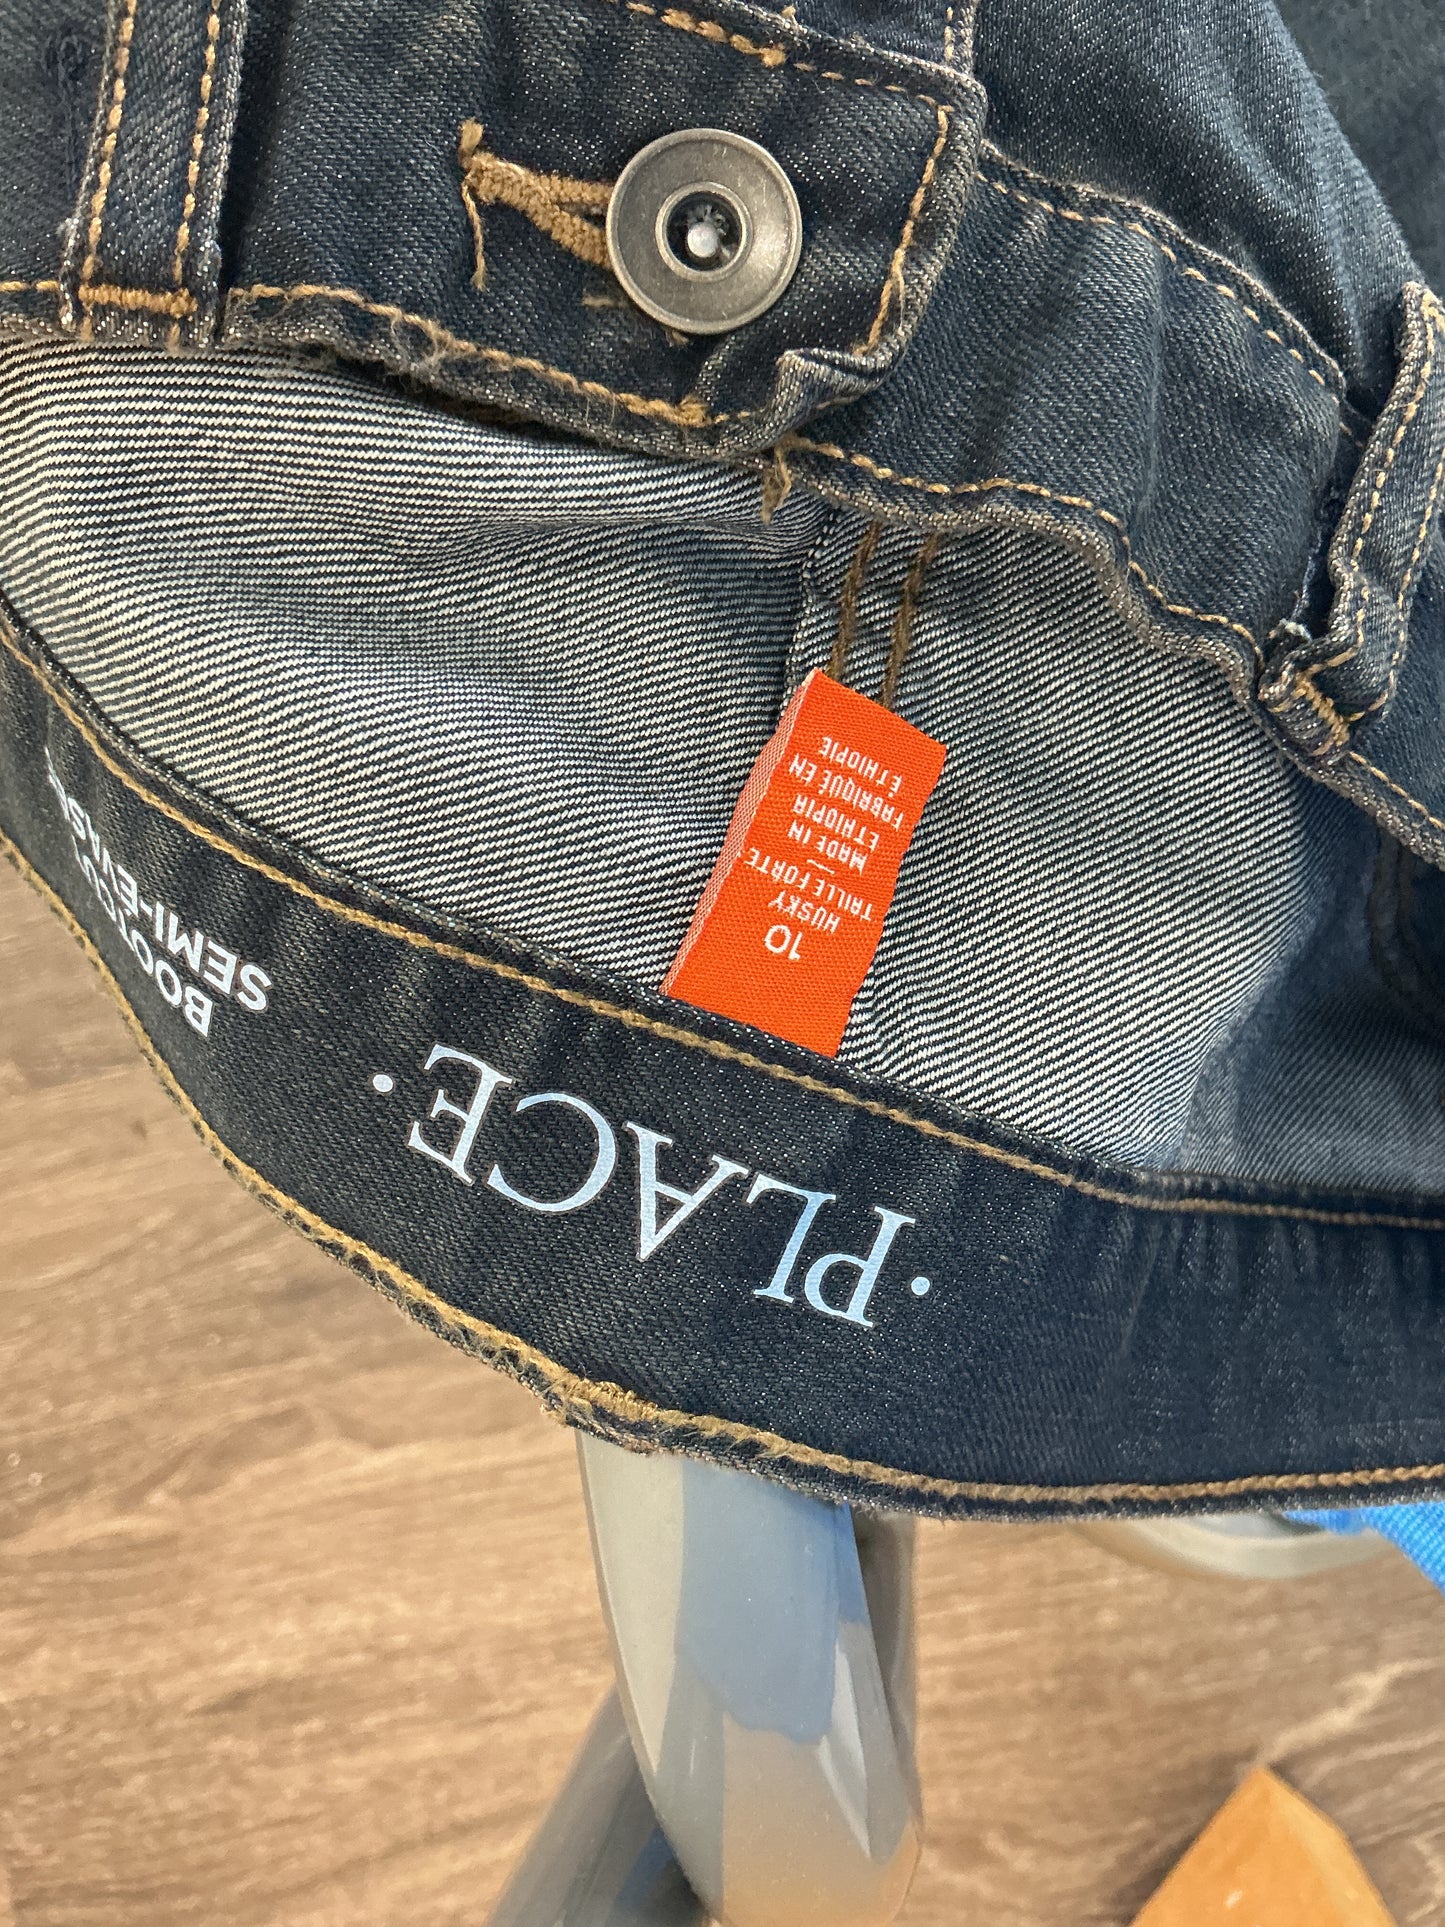 ·PLACE·
BOOTCUT
SEMI-ÉVASÉ
10
HUSKY
TAILLE FORTE
MADE IN
ETHIOPIA
FABRIQUÉ EN
ÉTHIOPIE